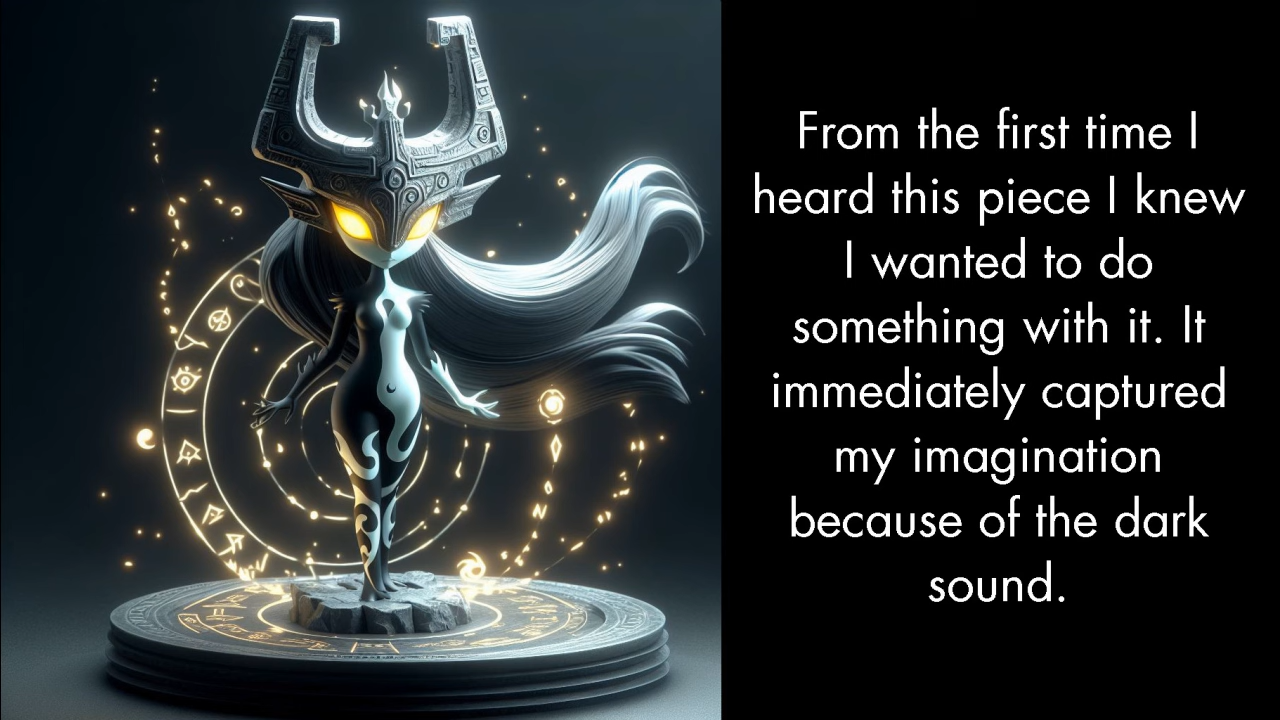 From the first time I
heard this piece I knew
I wanted to do
something with it. It
immediately captured
my imagination
because of the dark
sound.